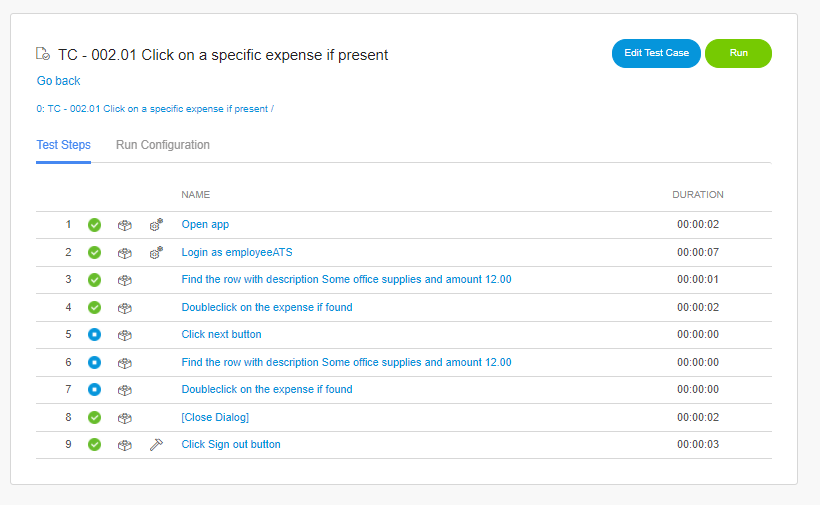 TC - 002.01 Click on a specific expense if present
Edit Test Case
Run
Go back
0: TC - 002.01 Click on a specific expense if present /
Test Steps
Run Configuration
NAME DURATION
1 Open app 00:00:02
2 Login as employeeATS 00:00:07
3 Find the row with description Some office supplies and amount 12.00 00:00:01
4 Doubleclick on the expense if found 00:00:02
5 Click next button 00:00:00
6 Find the row with description Some office supplies and amount 12.00 00:00:00
7 Doubleclick on the expense if found 00:00:00
8 [Close Dialog] 00:00:02
9 Click Sign out button 00:00:03